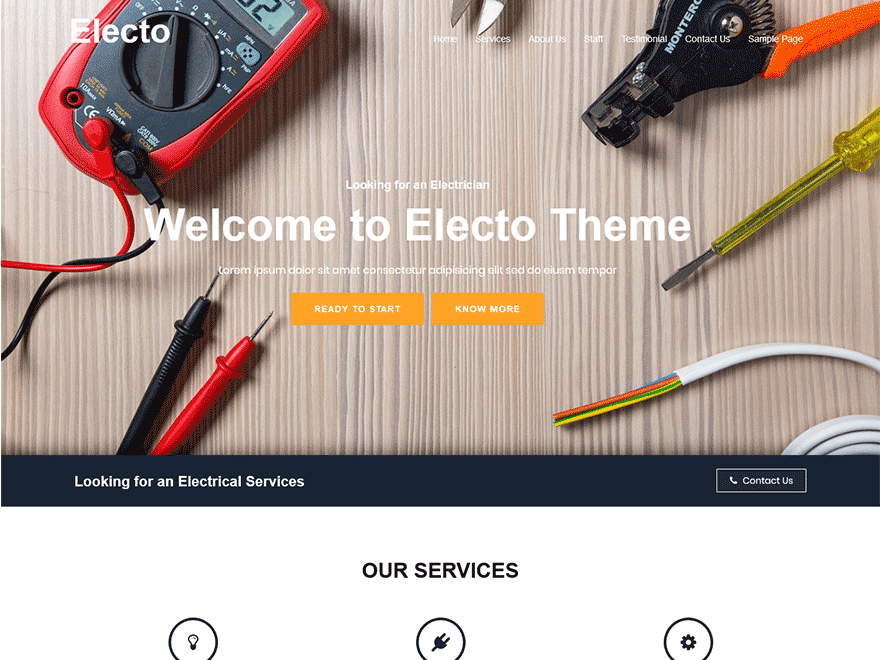 Electo
Home Services About Us Staff Testimonial Contact Us Sample Page
Looking for an Electrician
Welcome to Electo Theme
Lorem ipsum dolor sit amet consectetur adipisicing elit sed do eiusm tempor
READY TO START KNOW MORE
Looking for an Electrical Services
Contact Us
OUR SERVICES